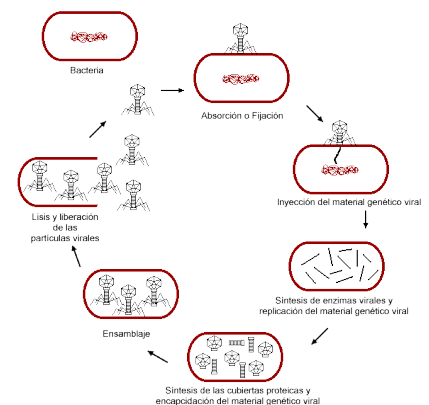 Bacteria
Absorción o Fijación
Inyección del material genético viral
Síntesis de enzimas virales y
replicación del material genético viral
Síntesis de las cubiertas proteicas y
encapcidación del material genético viral
Ensamblaje
Lisis y liberación
de las
partículas virales